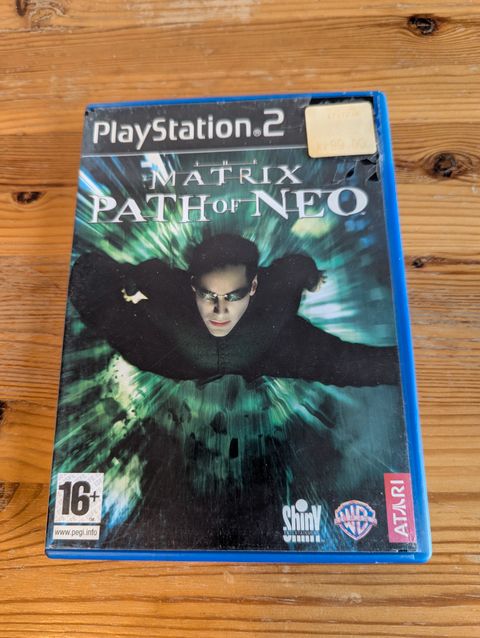 PlayStation®2
THE
MATRIX
PATH OF NEO
16+
www.pegi.info
Shiny
WB
ATARI